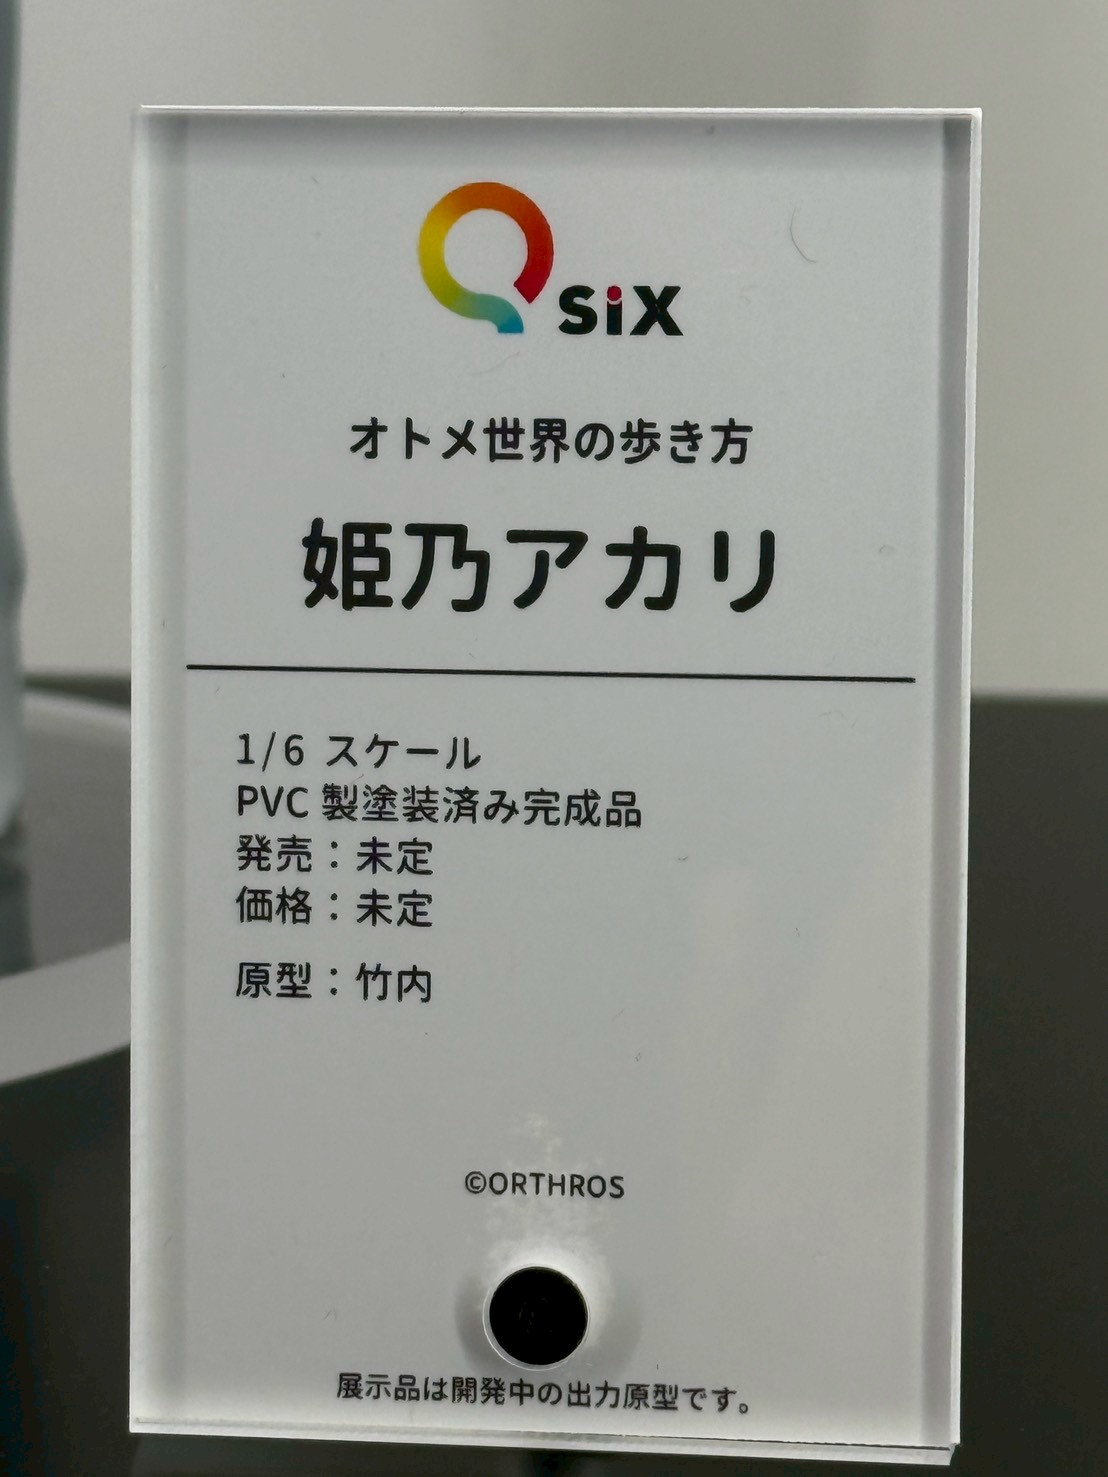 Q six
オトメ世界の歩き方
姫乃アカリ
1/6 スケール
PVC 製塗装済み完成品
発売：未定
価格：未定
原型：竹内
©ORTHROS
展示品は開発中の出力原型です。